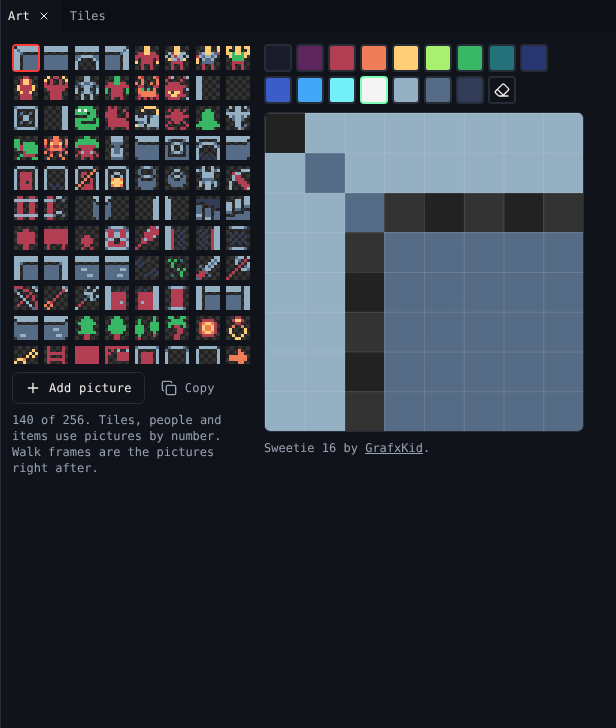 Art
Tiles
Add picture
Copy
140 of 256. Tiles, people and
items use pictures by number.
Walk frames are the pictures
right after.
Sweetie 16 by GrafxKid.